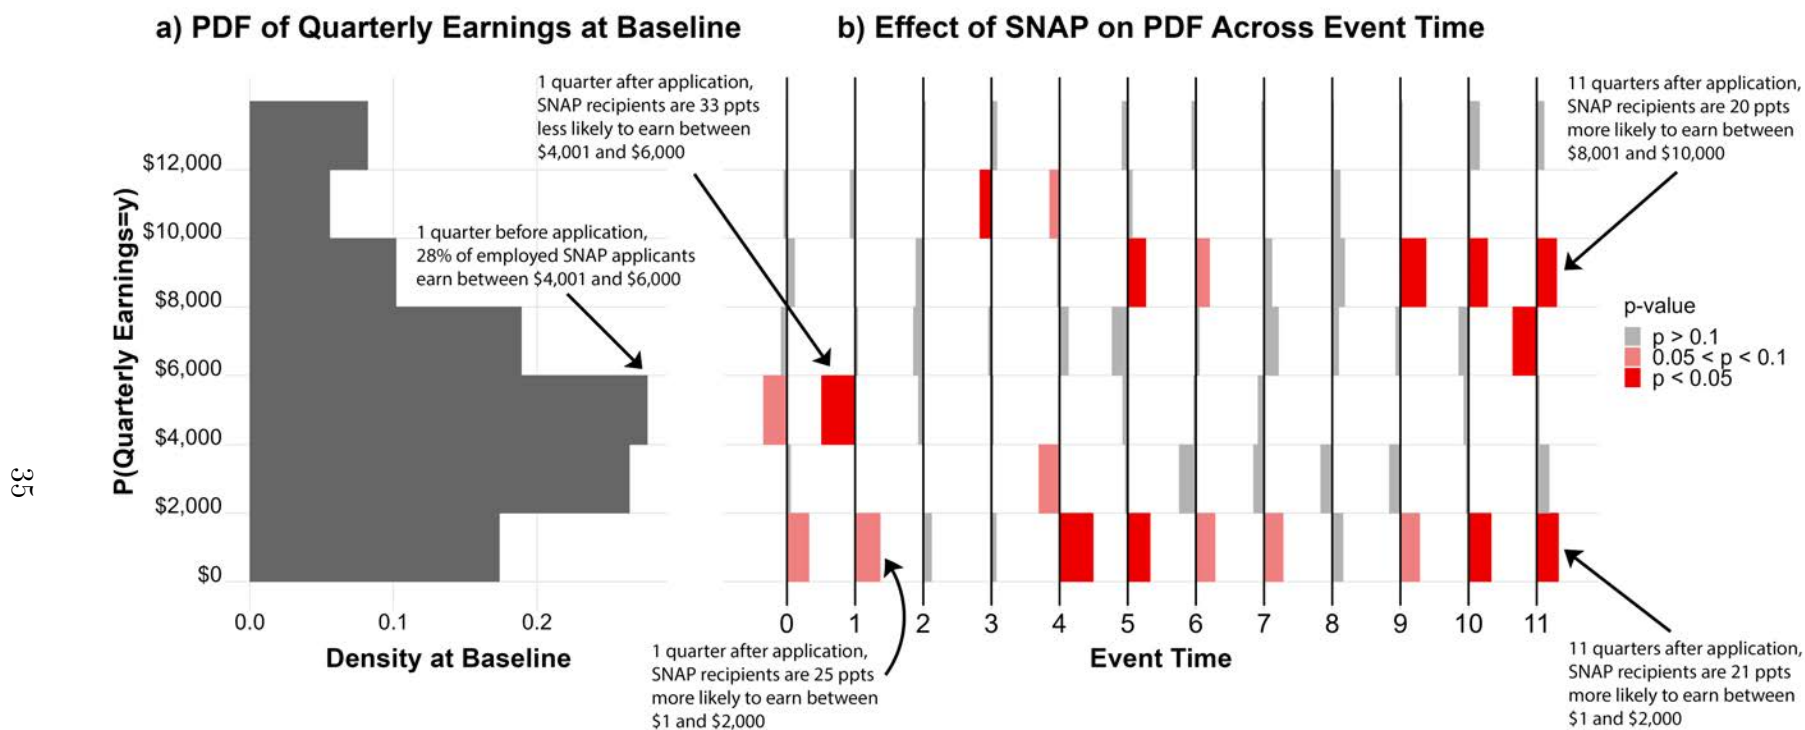 a) PDF of Quarterly Earnings at Baseline
b) Effect of SNAP on PDF Across Event Time
1 quarter after application,
SNAP recipients are 33 ppts
less likely to earn between
$4,001 and $6,000
11 quarters after application,
SNAP recipients are 20 ppts
more likely to earn between
$8,001 and $10,000
1 quarter before application,
28% of employed SNAP applicants
earn between $4,001 and $6,000
P(Quarterly Earnings=y)
$12,000
$10,000
$8,000
$6,000
$4,000
$2,000
$0
0.0 0.1 0.2
Density at Baseline
0 1 2 3 4 5 6 7 8 9 10 11
Event Time
p-value
p > 0.1
0.05 < p < 0.1
p < 0.05
1 quarter after application,
SNAP recipients are 25 ppts
more likely to earn between
$1 and $2,000
11 quarters after application,
SNAP recipients are 21 ppts
more likely to earn between
$1 and $2,000
35